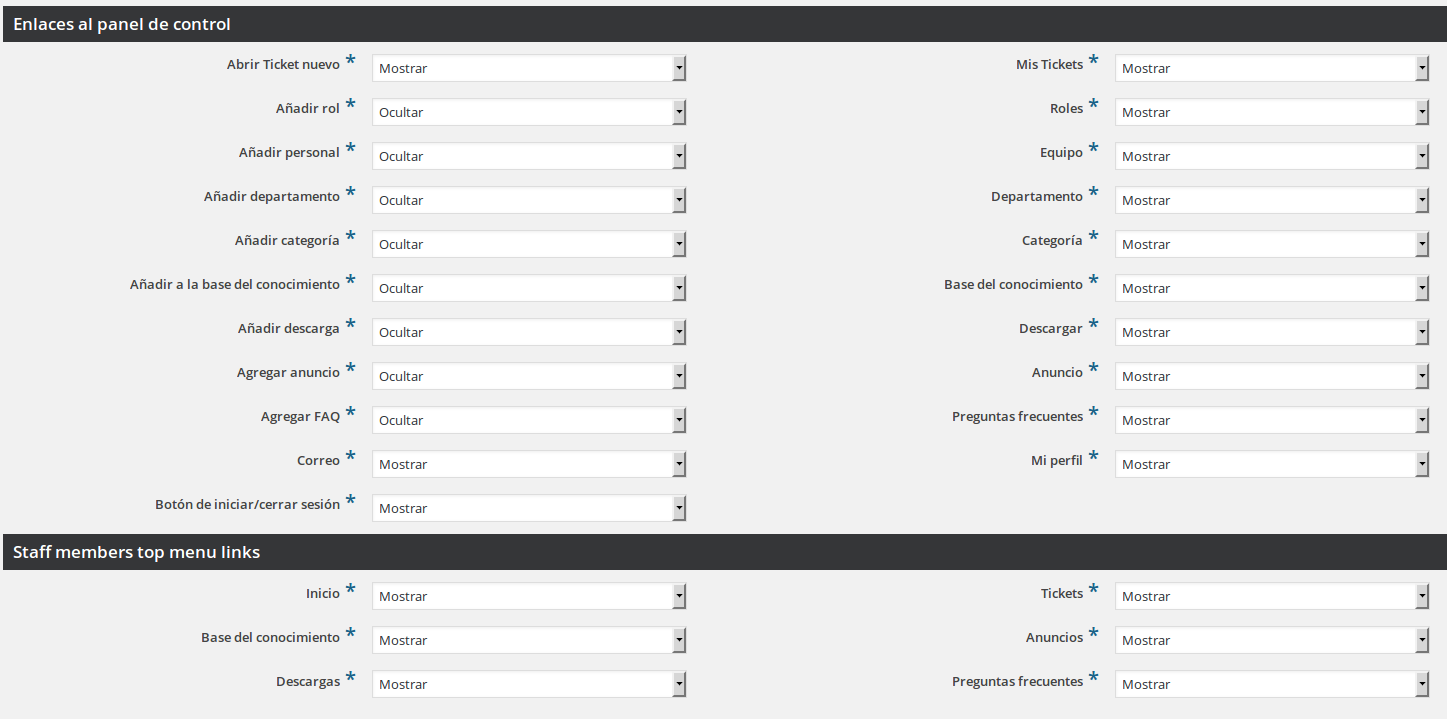 Enlaces al panel de control
Abrir Ticket nuevo * Mostrar Mis Tickets * Mostrar
Añadir rol * Ocultar Roles * Mostrar
Añadir personal * Ocultar Equipo * Mostrar
Añadir departamento * Ocultar Departamento * Mostrar
Añadir categoría * Ocultar Categoría * Mostrar
Añadir a la base del conocimiento * Ocultar Base del conocimiento * Mostrar
Añadir descarga * Ocultar Descargar * Mostrar
Agregar anuncio * Ocultar Anuncio * Mostrar
Agregar FAQ * Ocultar Preguntas frecuentes * Mostrar
Correo * Mostrar Mi perfil * Mostrar
Botón de iniciar/cerrar sesión * Mostrar
Staff members top menu links
Inicio * Mostrar Tickets * Mostrar
Base del conocimiento * Mostrar Anuncios * Mostrar
Descargas * Mostrar Preguntas frecuentes * Mostrar